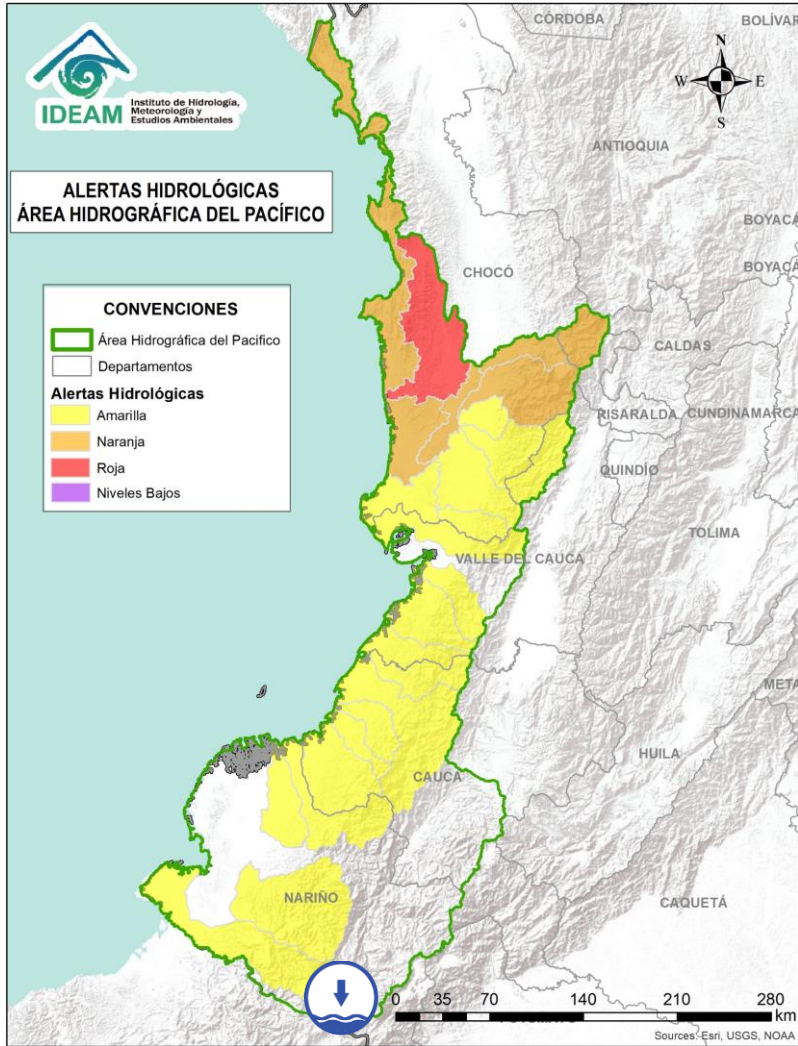 CÓRDOBA
BOLÍVAR
N
W
E
S
IDEAM
Instituto de Hidrología,
Meteorología y
Estudios Ambientales
ANTIOQUIA
ALERTAS HIDROLÓGICAS
ÁREA HIDROGRÁFICA DEL PACÍFICO
BOYACÁ
CHOCÓ
BOYACÁ
CONVENCIONES
Área Hidrográfica del Pacífico
Departamentos
Alertas Hidrológicas
Amarilla
Naranja
Roja
Niveles Bajos
CALDAS
RISARALDA
CUNDINAMARCA
QUINDÍO
TOLIMA
VALLE DEL CAUCA
META
HUILA
CAUCA
NARIÑO
CAQUETÁ
0 35 70 140 210 280
km
Sources: Esri, USGS, NOAA